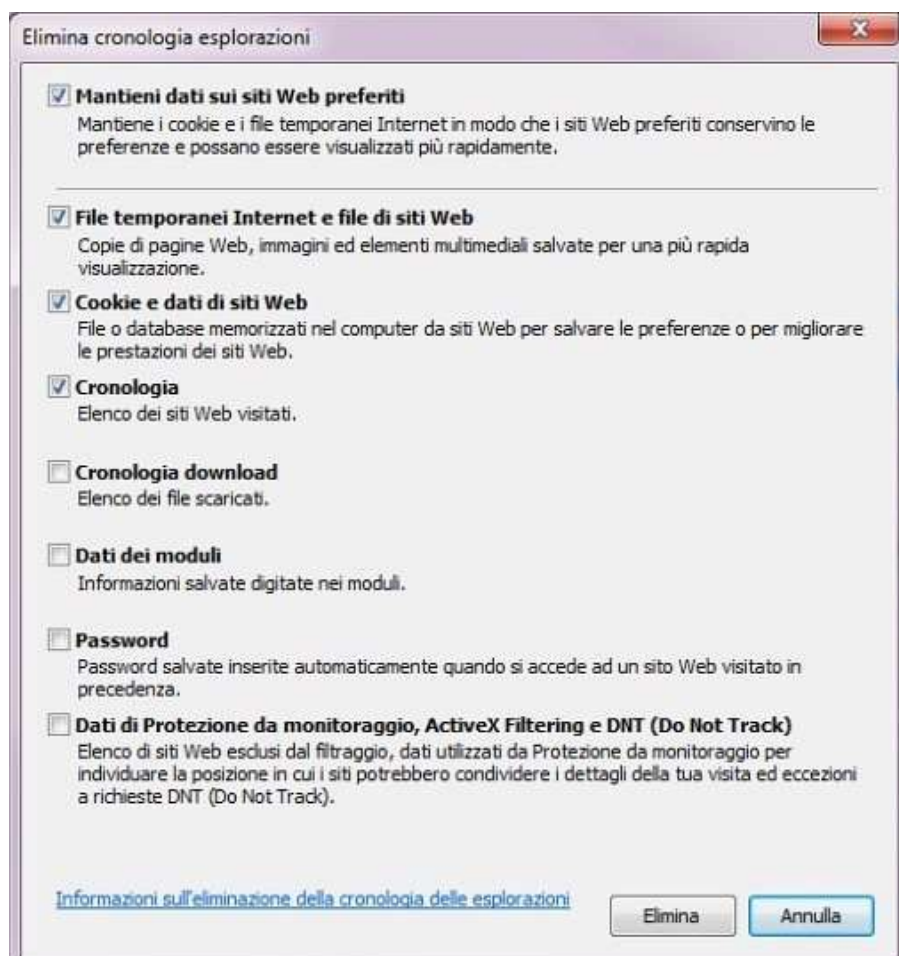 Elimina cronologia esplorazioni
Mantieni dati sui siti Web preferiti
Mantiene i cookie e i file temporanei Internet in modo che i siti Web preferiti conservino le
preferenze e possano essere visualizzati più rapidamente.
File temporanei Internet e file di siti Web
Copie di pagine Web, immagini ed elementi multimediali salvate per una più rapida
visualizzazione.
Cookie e dati di siti Web
File o database memorizzati nel computer da siti Web per salvare le preferenze o per migliorare
le prestazioni dei siti Web.
Cronologia
Elenco dei siti Web visitati.
Cronologia download
Elenco dei file scaricati.
Dati dei moduli
Informazioni salvate digitate nei moduli.
Password
Password salvate inserite automaticamente quando si accede ad un sito Web visitato in
precedenza.
Dati di Protezione da monitoraggio, ActiveX Filtering e DNT (Do Not Track)
Elenco di siti Web esclusi dal filtraggio, dati utilizzati da Protezione da monitoraggio per
individuare la posizione in cui i siti potrebbero condividere i dettagli della tua visita ed eccezioni
a richieste DNT (Do Not Track).
Informazioni sull'eliminazione della cronologia delle esplorazioni
Elimina
Annulla